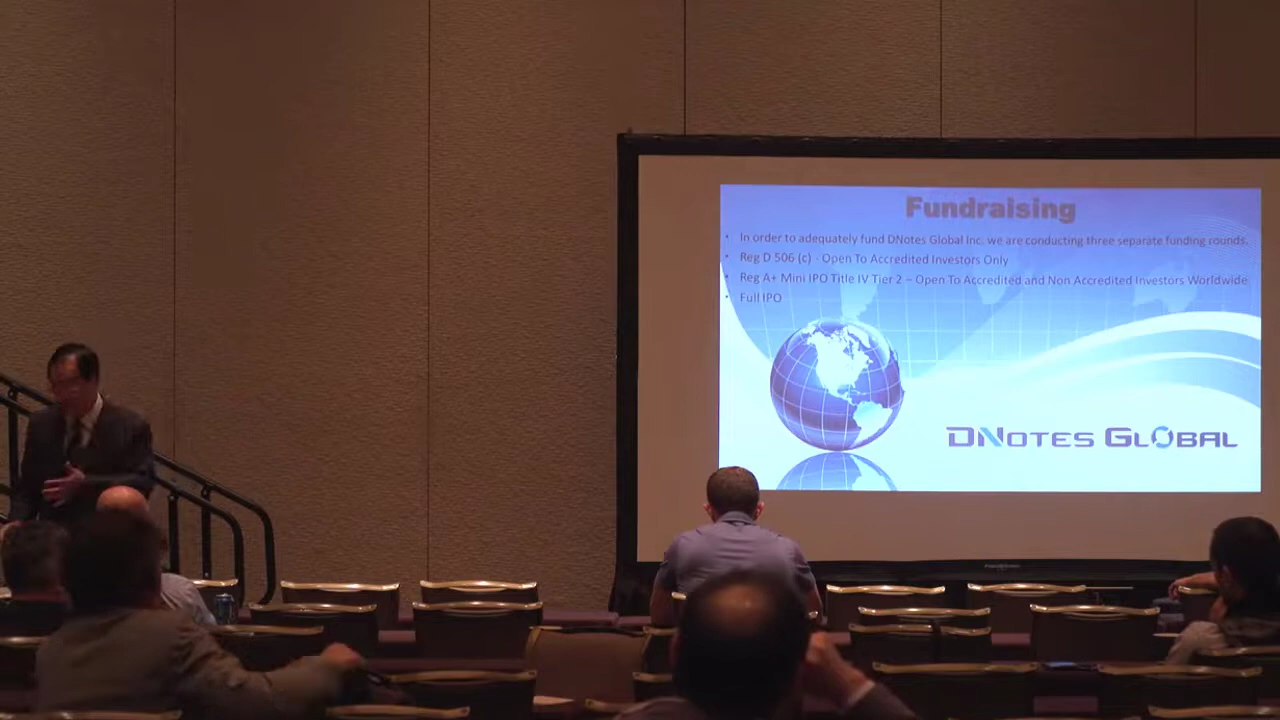 Fundraising
• In order to adequately fund DNotes Global Inc. we are conducting three separate funding rounds.
• Reg D 506 (c) - Open To Accredited Investors Only
• Reg A+ Mini IPO Title IV Tier 2 – Open To Accredited and Non Accredited Investors Worldwide
• Full IPO
DNOTES GLOBAL